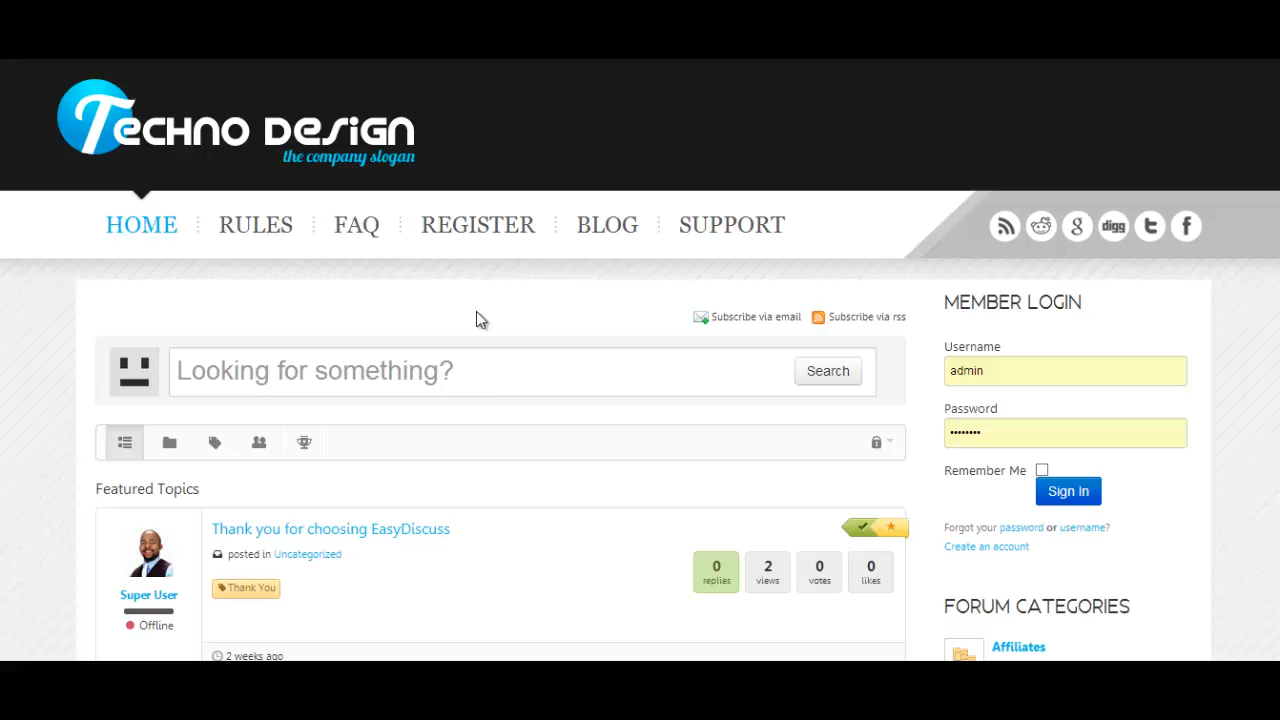 Techno Design
the company slogan
HOME RULES FAQ REGISTER BLOG SUPPORT
g digg t f
Subscribe via email Subscribe via rss
Looking for something? Search
Featured Topics
Thank you for choosing EasyDiscuss
posted in Uncategorized
Thank You
0 2 0 0
replies views votes likes
Super User
Offline
2 weeks ago
MEMBER LOGIN
Username
admin
Password
••••••••
Remember Me
Sign In
Forgot your password or username?
Create an account
FORUM CATEGORIES
Affiliates